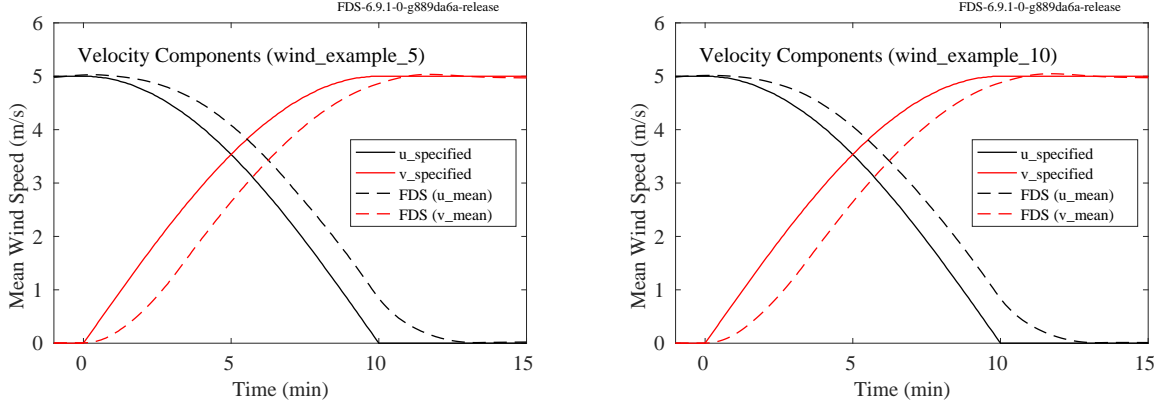 FDS-6.9.1-0-g889da6a-release
Velocity Components (wind_example_5)
Mean Wind Speed (m/s)
6
5
4
3
2
1
0
u_specified
v_specified
FDS (u_mean)
FDS (v_mean)
0 5 10 15
Time (min)
FDS-6.9.1-0-g889da6a-release
Velocity Components (wind_example_10)
Mean Wind Speed (m/s)
6
5
4
3
2
1
0
u_specified
v_specified
FDS (u_mean)
FDS (v_mean)
0 5 10 15
Time (min)